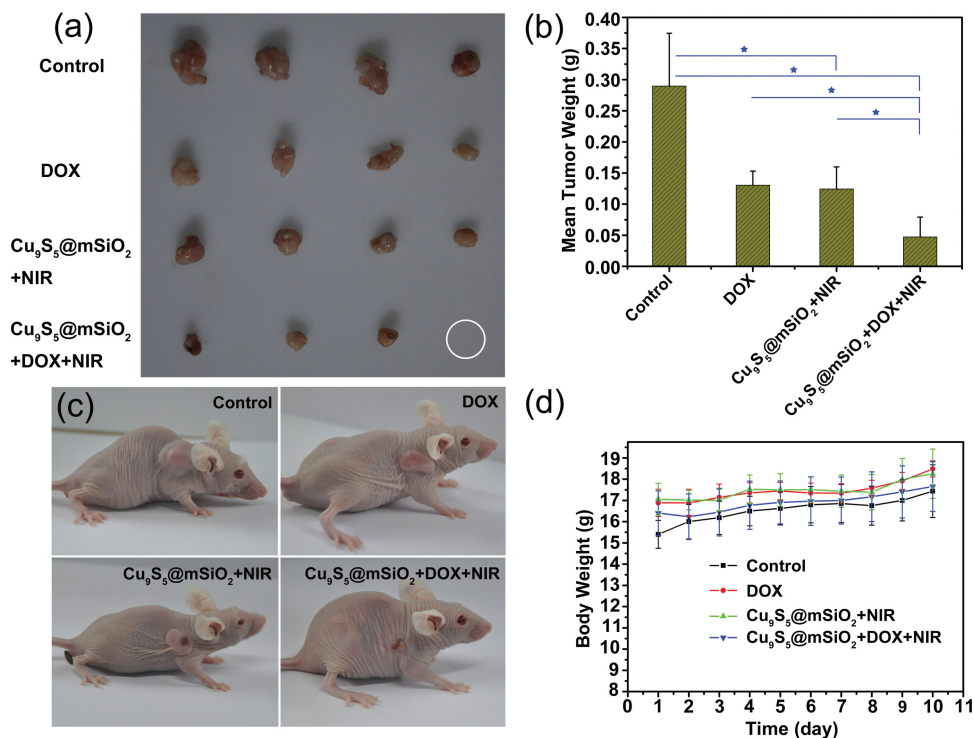 (a)
Control
DOX
Cu₉S₅@mSiO₂
+NIR
Cu₉S₅@mSiO₂
+DOX+NIR
(b)
Mean Tumor Weight (g)
0.40
0.35
0.30
0.25
0.20
0.15
0.10
0.05
0.00
Control
DOX
Cu₉S₅@mSiO₂+NIR
Cu₉S₅@mSiO₂+DOX+NIR
(c)
Control
DOX
Cu₉S₅@mSiO₂+NIR
Cu₉S₅@mSiO₂+DOX+NIR
(d)
Body Weight (g)
19
18
17
16
15
14
13
12
11
10
9
8
Control
DOX
Cu₉S₅@mSiO₂+NIR
Cu₉S₅@mSiO₂+DOX+NIR
0 1 2 3 4 5 6 7 8 9 10 11
Time (day)